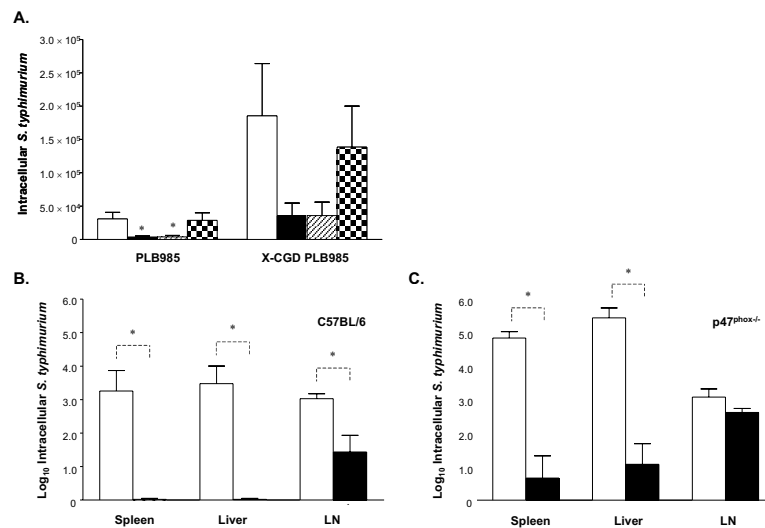 A.
3.0 × 10⁵
2.5 × 10⁵
2.0 × 10⁵
1.5 × 10⁵
1.0 × 10⁵
5.0 × 10⁴
0
Intracellular S. typhimurium
* *
PLB985 X-CGD PLB985
B.
C57BL/6
6.0
5.0
4.0
3.0
2.0
1.0
0
Log₁₀ Intracellular S. typhimurium
* * *
Spleen Liver LN
C.
p47phox-/-
6.0
5.0
4.0
3.0
2.0
1.0
0
Log₁₀ Intracellular S. typhimurium
* *
Spleen Liver LN